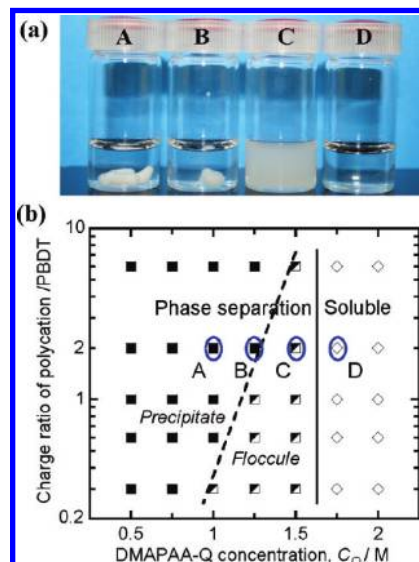 (a)
A B C D
(b)
10
Phase separation Soluble
2
A B C D
1
Precipitate
Floccule
0.2
0.5 1 1.5 2
Charge ratio of polycation /PBDT
DMAPAA-Q concentration, C_Q / M